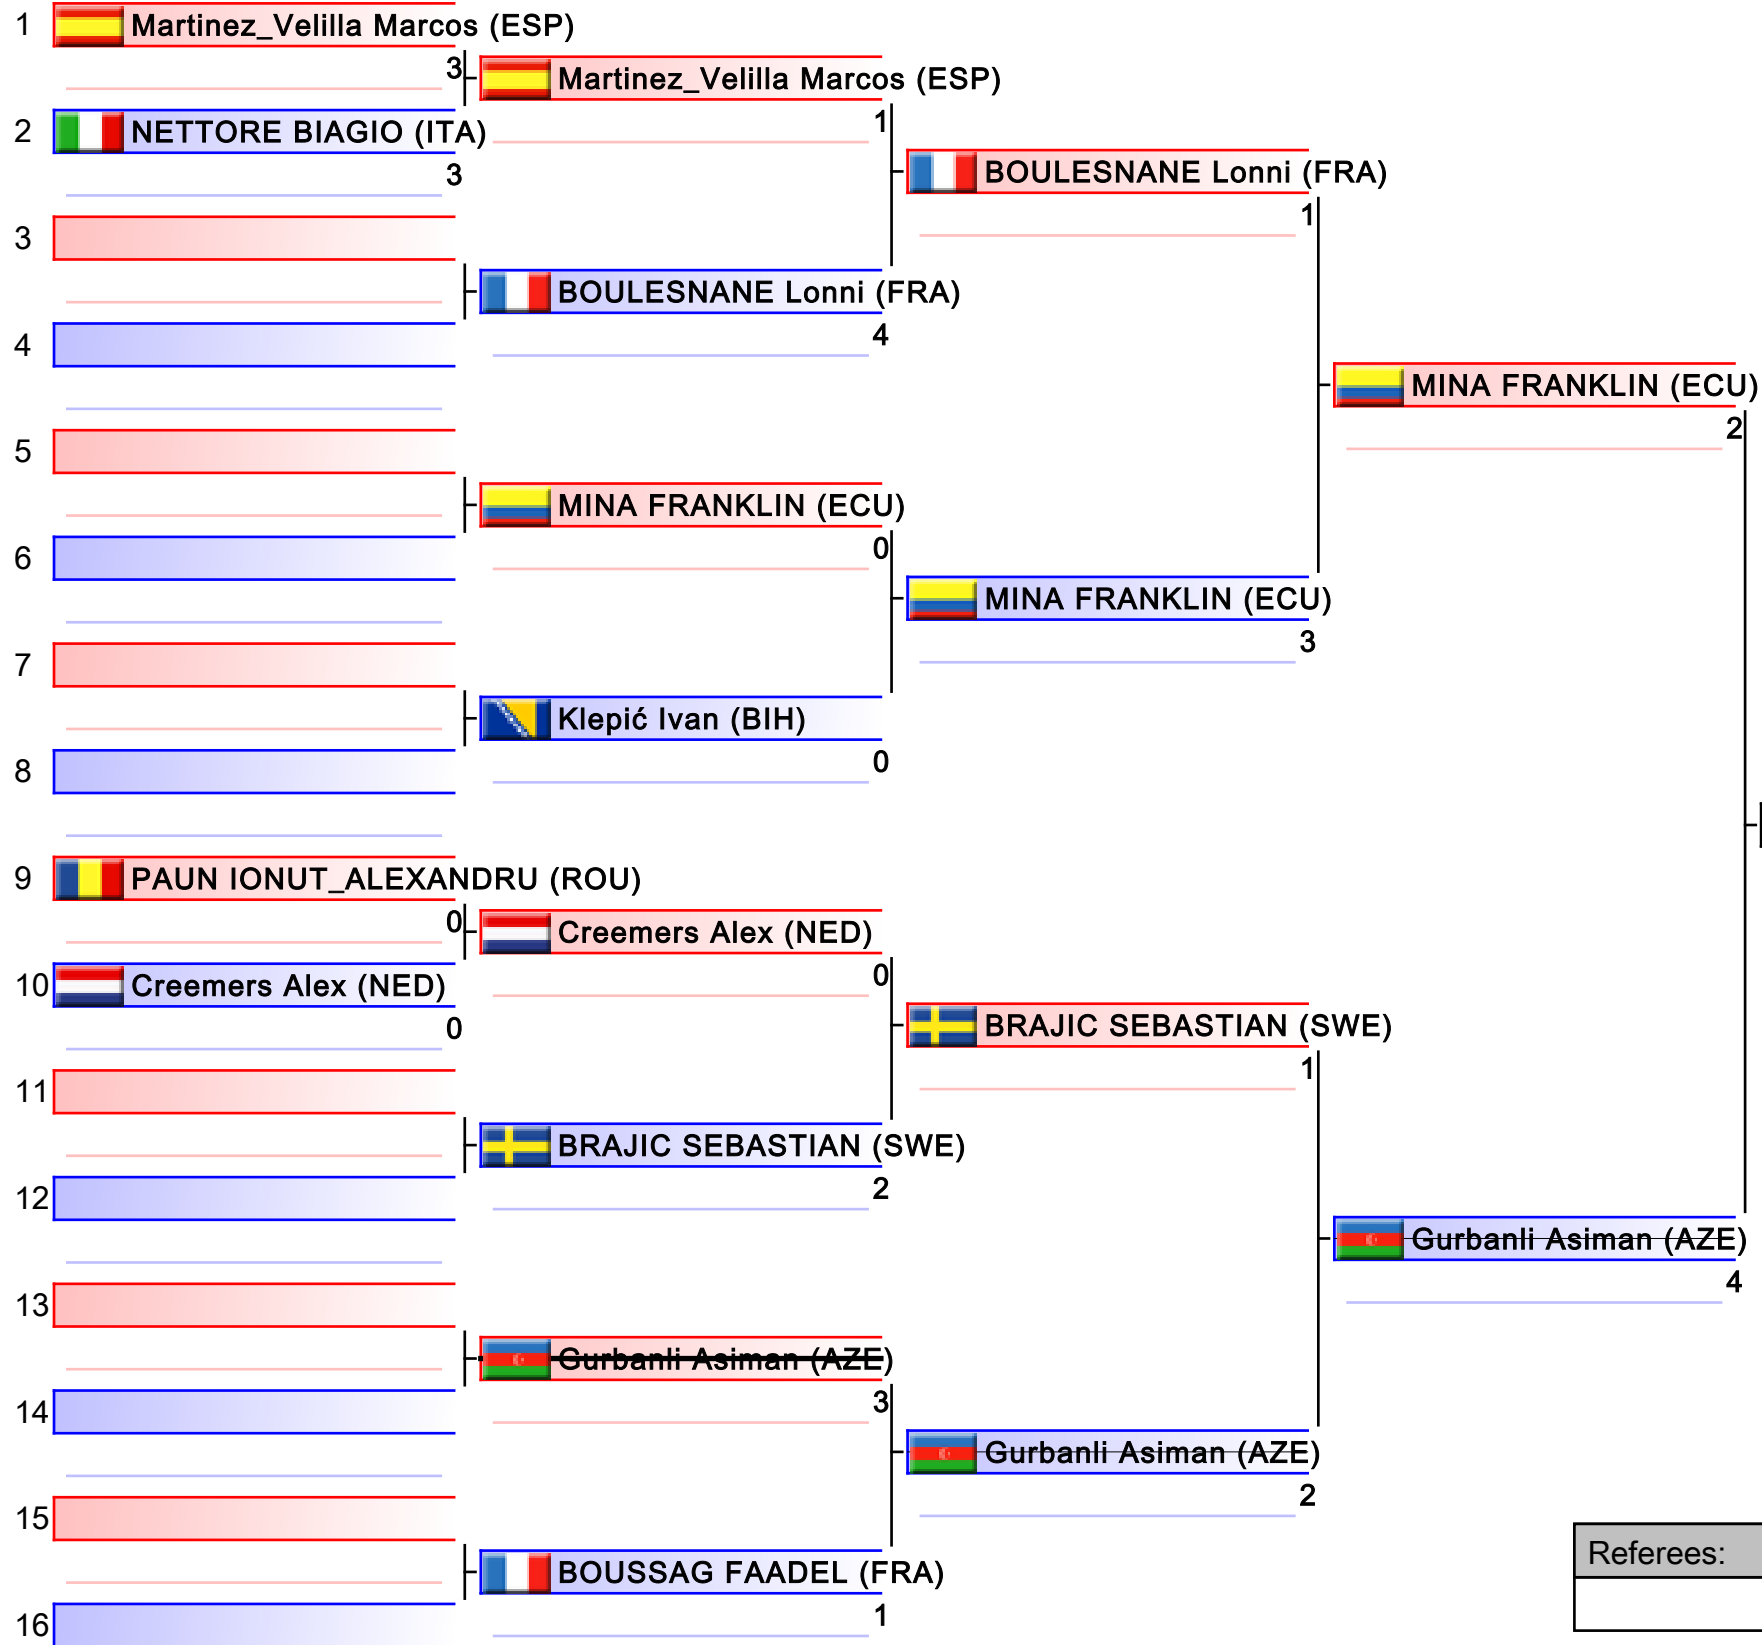 1 Martinez_Velilla Marcos (ESP)
3
Martinez_Velilla Marcos (ESP)
1
2 NETTORE BIAGIO (ITA)
3
BOULESNANE Lonni (FRA)
1
3
BOULESNANE Lonni (FRA)
4
4
MINA FRANKLIN (ECU)
2
5
MINA FRANKLIN (ECU)
0
6
MINA FRANKLIN (ECU)
3
7
Klepić Ivan (BIH)
0
8
9 PAUN IONUT_ALEXANDRU (ROU)
0
Creemers Alex (NED)
0
10 Creemers Alex (NED)
0
BRAJIC SEBASTIAN (SWE)
1
11
BRAJIC SEBASTIAN (SWE)
2
12
Gurbanli Asiman (AZE)
4
13
Gurbanli Asiman (AZE)
3
14
Gurbanli Asiman (AZE)
2
15
BOUSSAG FAADEL (FRA)
1
16
Referees: